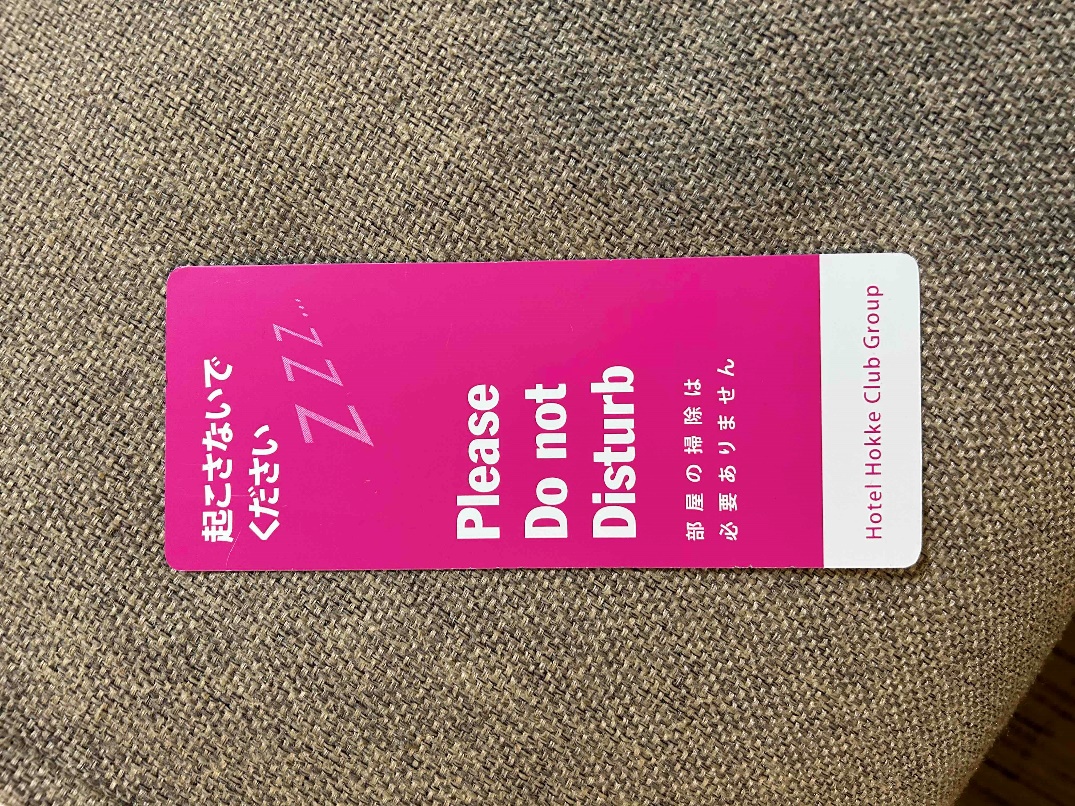 起こさないで
ください
ZZZ...
Please
Do not
Disturb
部屋の掃除は
必要ありません
Hotel Hokke Club Group